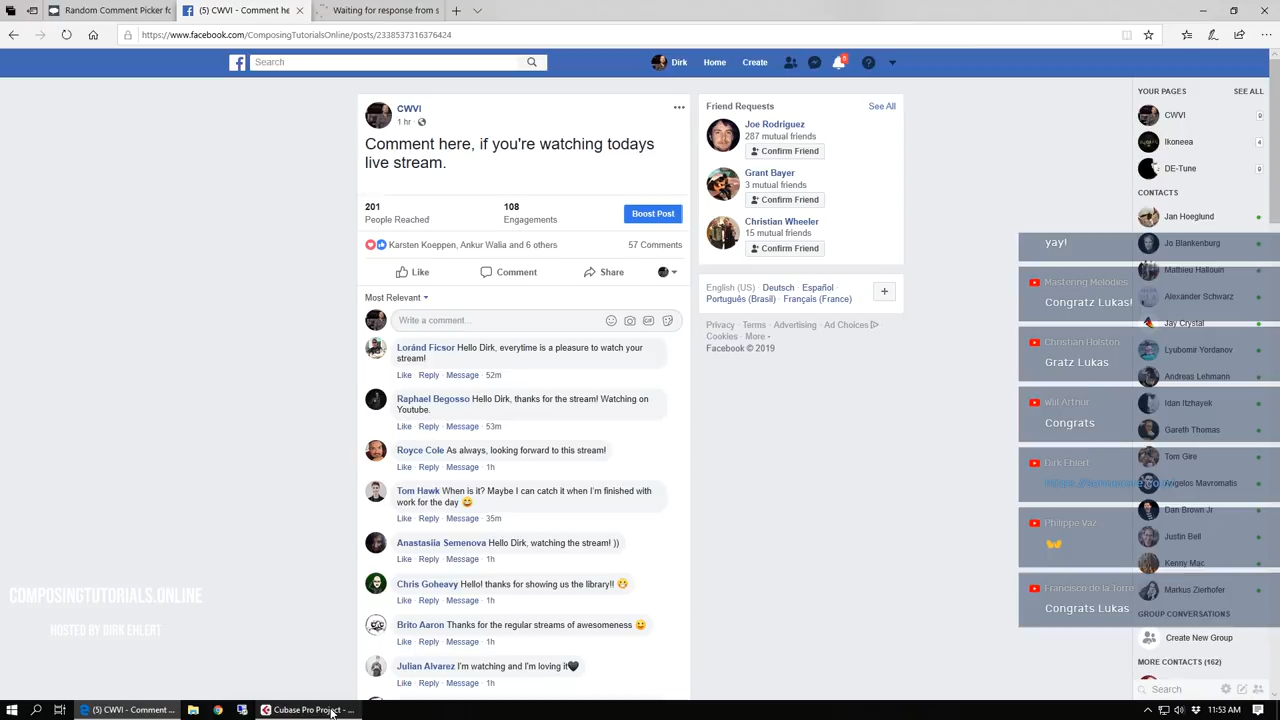 Random Comment Picker fo
(5) CWVI - Comment he
Waiting for response from s
https://www.facebook.com/ComposingTutorialsOnline/posts/2338537316376424
Search
Dirk
Home
Create
CWVI
1 hr
Comment here, if you're watching todays
live stream.
201
People Reached
108
Engagements
Boost Post
Karsten Koeppen, Ankur Walia and 6 others
57 Comments
Like
Comment
Share
Most Relevant
Write a comment...
Loránd Ficsor Hello Dirk, everytime is a pleasure to watch your
stream!
Like · Reply · Message · 52m
Raphael Begosso Hello Dirk, thanks for the stream! Watching on
Youtube.
Like · Reply · Message · 53m
Royce Cole As always, looking forward to this stream!
Like · Reply · Message · 1h
Tom Hawk When is it? Maybe I can catch it when I'm finished with
work for the day 😄
Like · Reply · Message · 35m
Anastasiia Semenova Hello Dirk, watching the stream! ))
Like · Reply · Message · 1h
Chris Goheavy Hello! thanks for showing us the library!!
Like · Reply · Message · 1h
Brito Aaron Thanks for the regular streams of awesomeness
Like · Reply · Message · 1h
Julian Alvarez I'm watching and I'm loving it🖤
Like · Reply · Message · 1h
Friend Requests
See All
Joe Rodriguez
287 mutual friends
Confirm Friend
Grant Bayer
3 mutual friends
Confirm Friend
Christian Wheeler
15 mutual friends
Confirm Friend
English (US) · Deutsch · Español ·
Português (Brasil) · Français (France)
Privacy · Terms · Advertising · Ad Choices
Cookies · More
Facebook © 2019
YOUR PAGES
SEE ALL
CWVI
9
Ikoneea
4
DE-Tune
9
CONTACTS
Jan Hoeglund
Jo Blankenburg
Mathieu Hallouin
Alexander Schwarz
Jay Crystal
Lyubomir Yordanov
Andreas Lehmann
Idan Itzhayek
Gareth Thomas
Tom Gire
Angelos Mavromatis
Dan Brown Jr
Justin Bell
Kenny Mac
Markus Zierhofer
GROUP CONVERSATIONS
Create New Group
MORE CONTACTS (162)
Search
yay!
Mastering Melodies
Congratz Lukas!
Christian Holston
Gratz Lukas
Will Arthur
Congrats
Dirk Ehlert
Philippe Vaz
Francisco de la Torre
Congrats Lukas
COMPOSINGTUTORIALS.ONLINE
HOSTED BY DIRK EHLERT
(5) CWVI - Comment ...
Cubase Pro Project - ...
11:53 AM